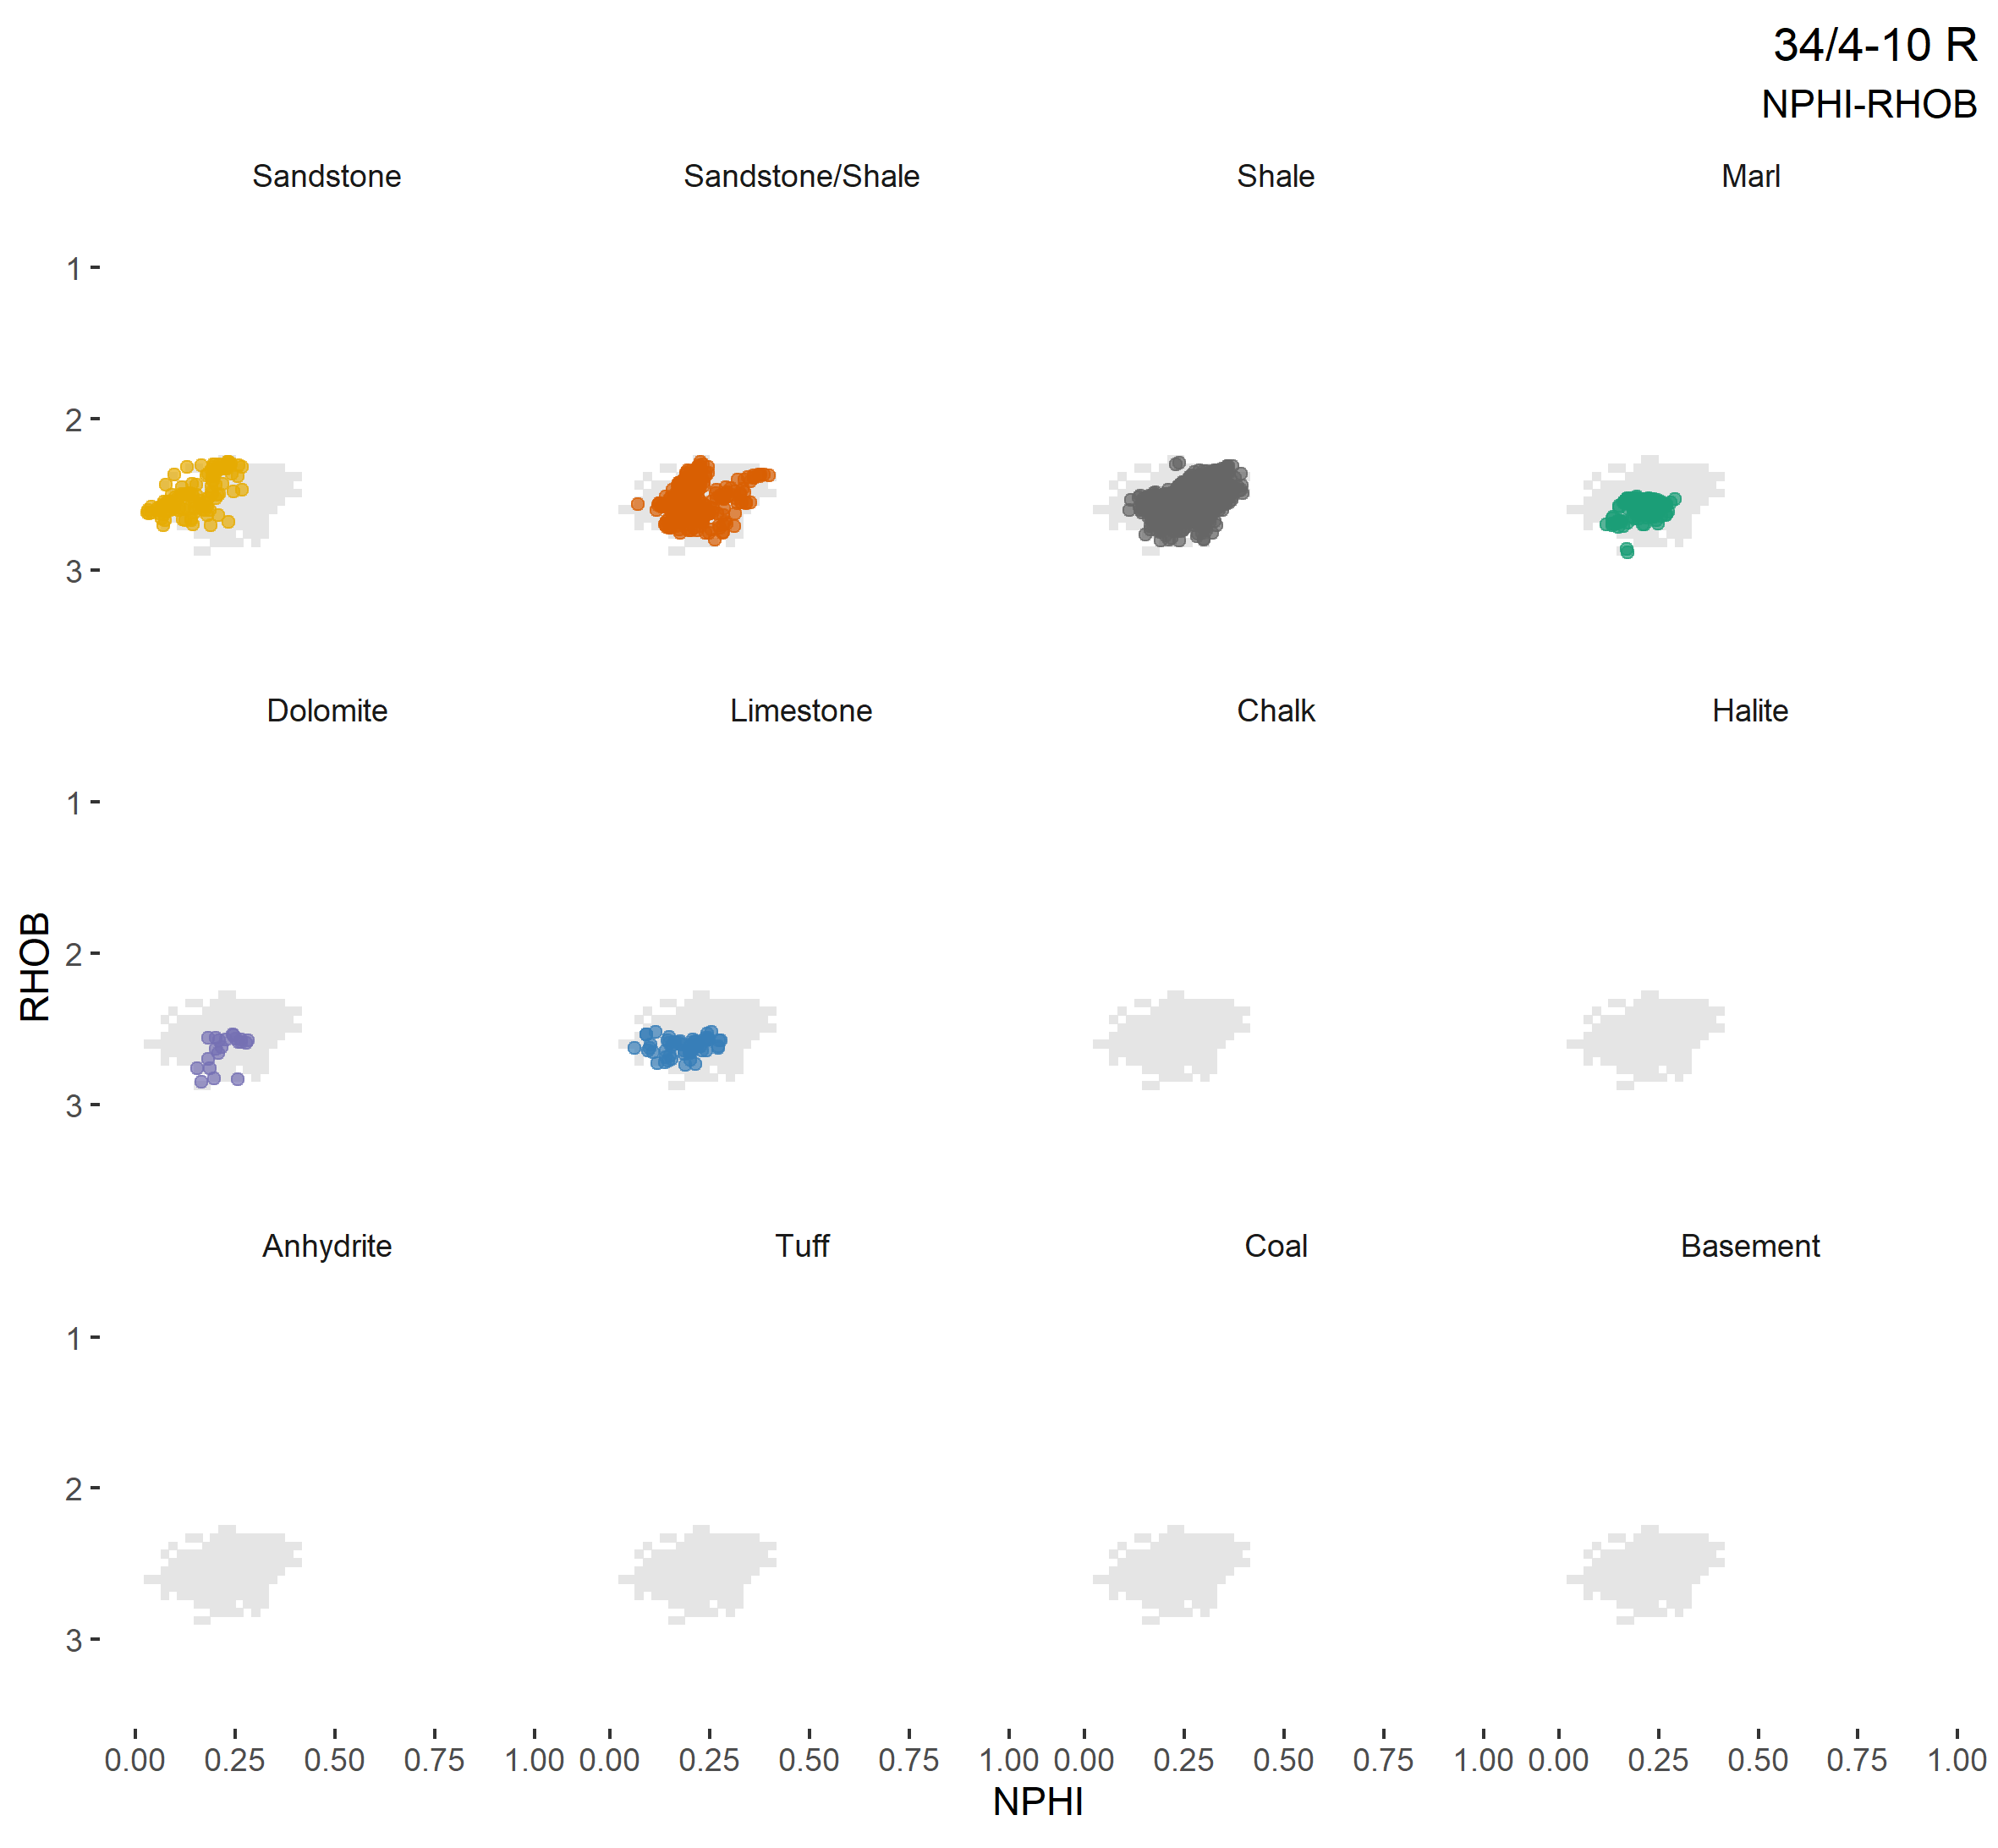 34/4-10 R
NPHI-RHOB
Sandstone Sandstone/Shale Shale Marl
1
2
3
Dolomite Limestone Chalk Halite
1
2
3
RHOB
Anhydrite Tuff Coal Basement
1
2
3
0.00 0.25 0.50 0.75 1.00 0.00 0.25 0.50 0.75 1.00 0.00 0.25 0.50 0.75 1.00 0.00 0.25 0.50 0.75 1.00
NPHI